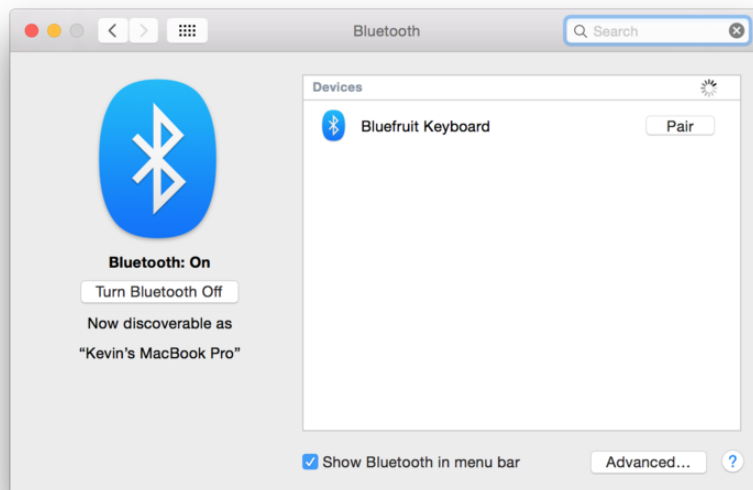 Bluetooth
Search
Devices
Bluefruit Keyboard
Pair
Bluetooth: On
Turn Bluetooth Off
Now discoverable as
“Kevin’s MacBook Pro”
Show Bluetooth in menu bar
Advanced...
?